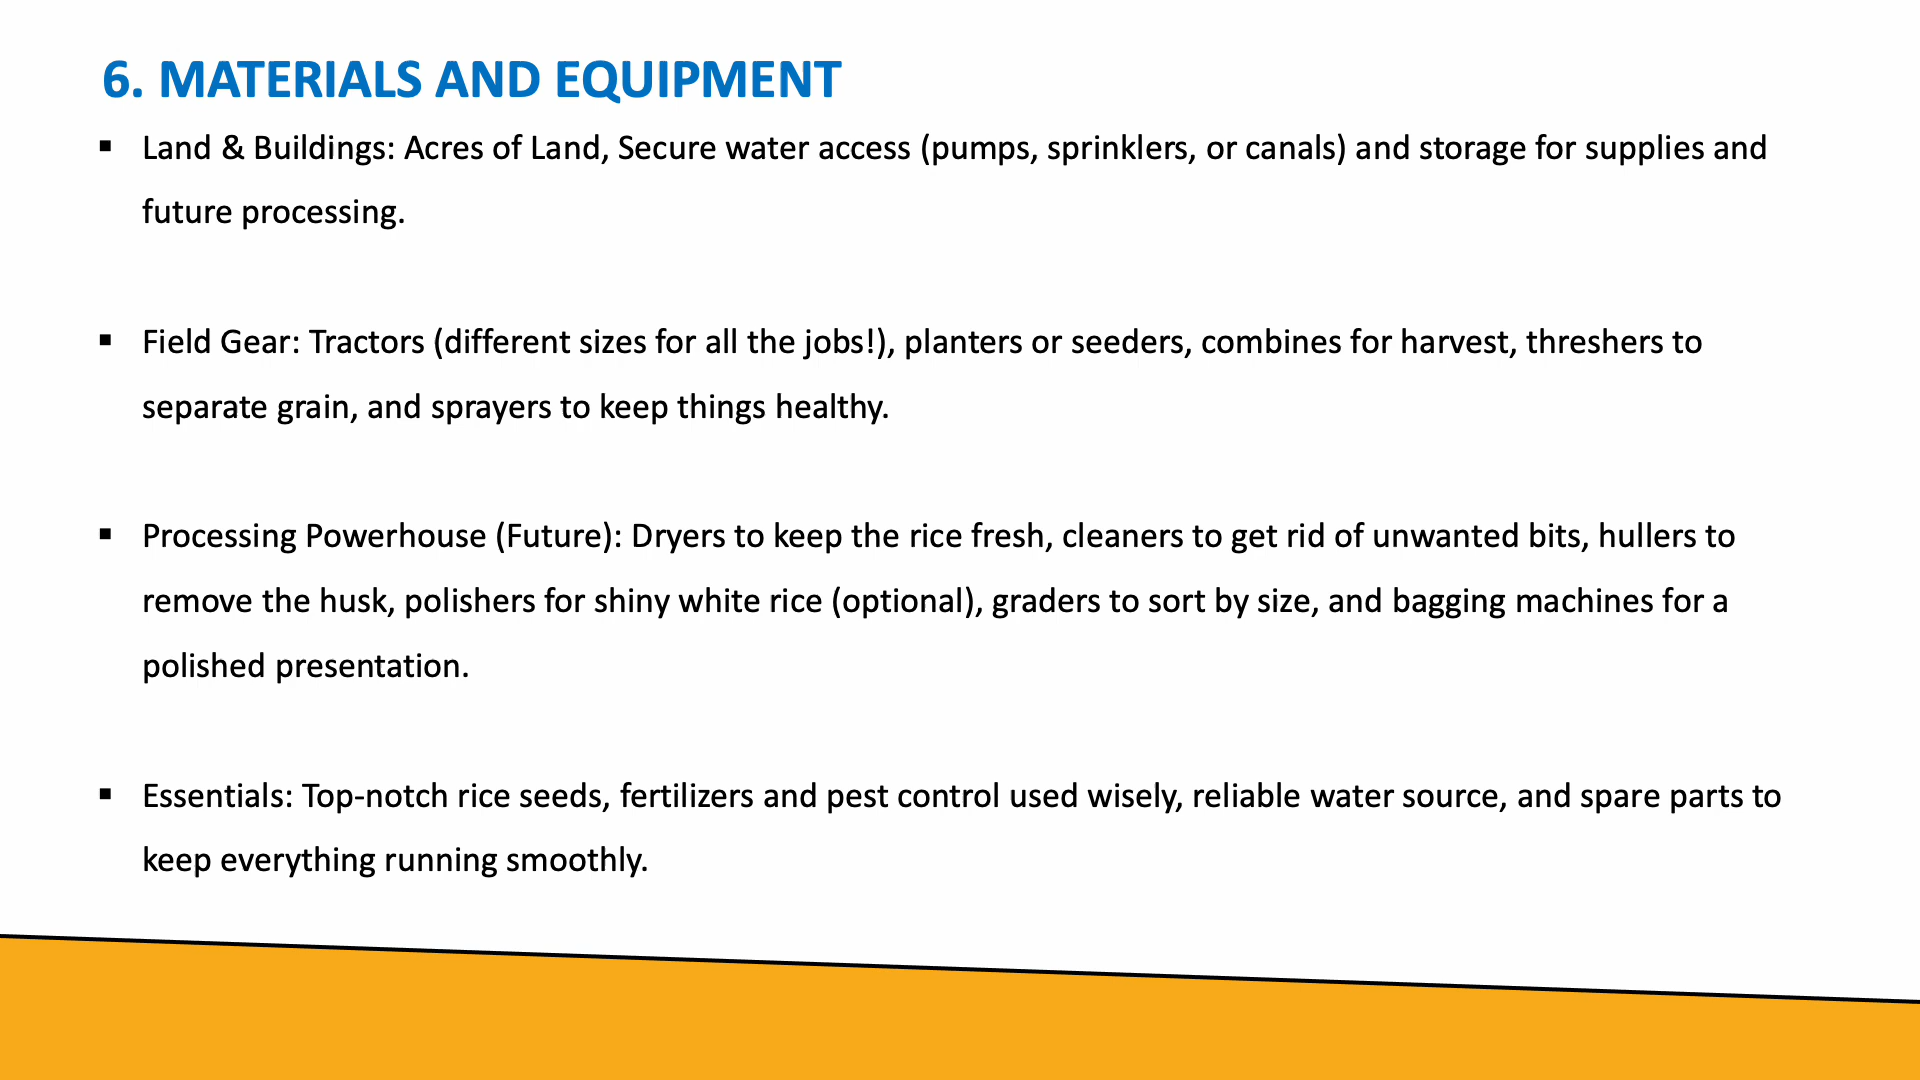 6. MATERIALS AND EQUIPMENT
▪ Land & Buildings: Acres of Land, Secure water access (pumps, sprinklers, or canals) and storage for supplies and
future processing.
▪ Field Gear: Tractors (different sizes for all the jobs!), planters or seeders, combines for harvest, threshers to
separate grain, and sprayers to keep things healthy.
▪ Processing Powerhouse (Future): Dryers to keep the rice fresh, cleaners to get rid of unwanted bits, hullers to
remove the husk, polishers for shiny white rice (optional), graders to sort by size, and bagging machines for a
polished presentation.
▪ Essentials: Top-notch rice seeds, fertilizers and pest control used wisely, reliable water source, and spare parts to
keep everything running smoothly.